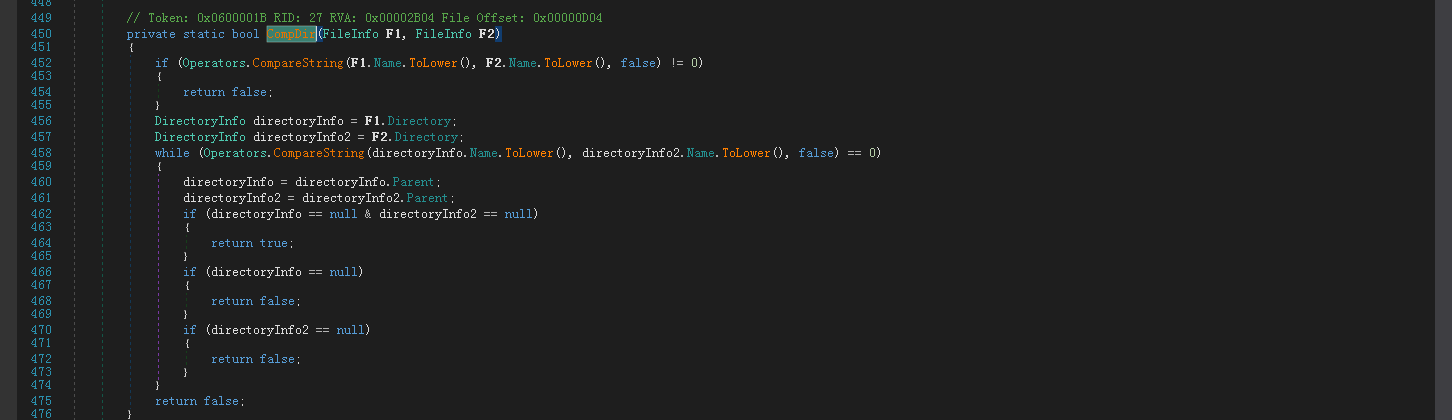 448
449 // Token: 0x0600001B RID: 27 RVA: 0x00002B04 File Offset: 0x00000D04
450 private static bool CompDir(FileInfo F1, FileInfo F2)
451 {
452 if (Operators.CompareString(F1.Name.ToLower(), F2.Name.ToLower(), false) != 0)
453 {
454 return false;
455 }
456 DirectoryInfo directoryInfo = F1.Directory;
457 DirectoryInfo directoryInfo2 = F2.Directory;
458 while (Operators.CompareString(directoryInfo.Name.ToLower(), directoryInfo2.Name.ToLower(), false) == 0)
459 {
460 directoryInfo = directoryInfo.Parent;
461 directoryInfo2 = directoryInfo2.Parent;
462 if (directoryInfo == null & directoryInfo2 == null)
463 {
464 return true;
465 }
466 if (directoryInfo == null)
467 {
468 return false;
469 }
470 if (directoryInfo2 == null)
471 {
472 return false;
473 }
474 }
475 return false;
476 }